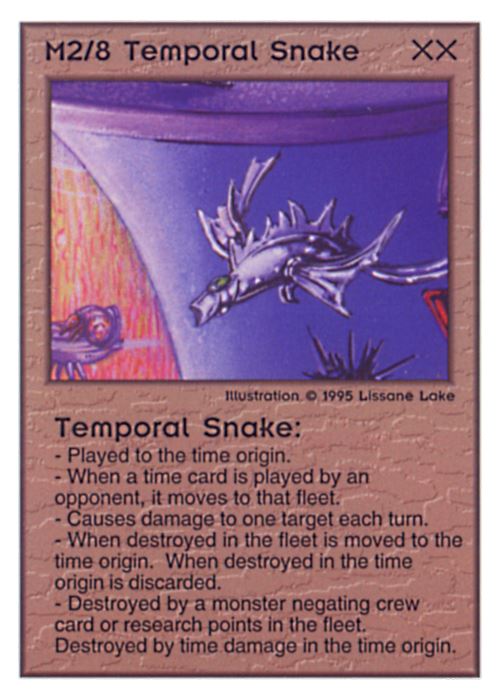 M2/8 Temporal Snake XX
Illustration © 1995 Lissane Lake
Temporal Snake:
- Played to the time origin.
- When a time card is played by an
opponent, it moves to that fleet.
- Causes damage to one target each turn.
- When destroyed in the fleet is moved to the
time origin. When destroyed in the time
origin is discarded.
- Destroyed by a monster negating crew
card or research points in the fleet.
Destroyed by time damage in the time origin.